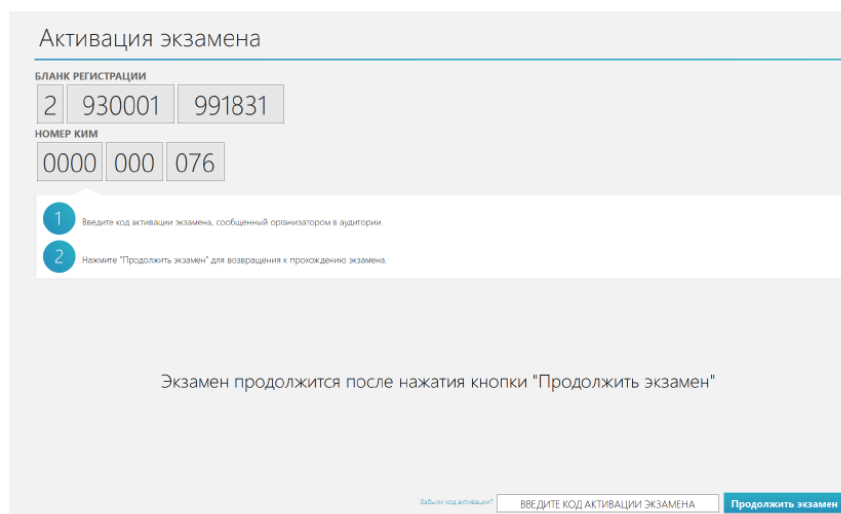 Активация экзамена
БЛАНК РЕГИСТРАЦИИ
2 930001 991831
НОМЕР КИМ
0000 000 076
1 Введите код активации экзамена, сообщенный организатором в аудитории.
2 Нажмите "Продолжить экзамен" для возвращения к прохождению экзамена.
Экзамен продолжится после нажатия кнопки "Продолжить экзамен"
Забыли код активации? ВВЕДИТЕ КОД АКТИВАЦИИ ЭКЗАМЕНА Продолжить экзамен